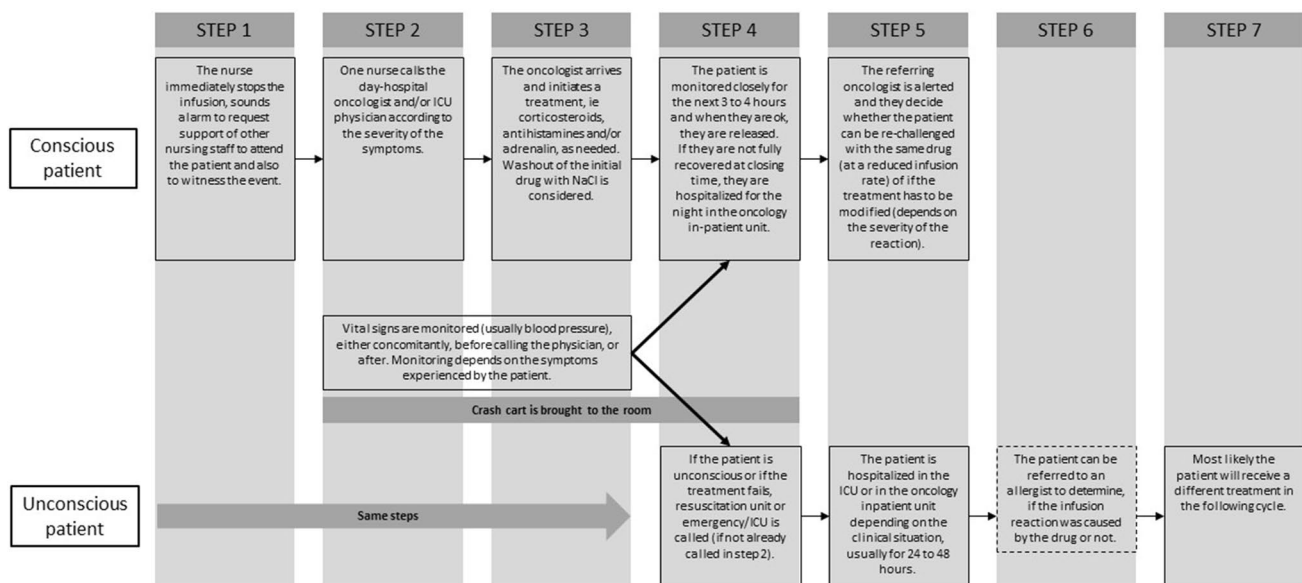 STEP 1
STEP 2
STEP 3
STEP 4
STEP 5
STEP 6
STEP 7
Conscious
patient
The nurse
immediately stops the
infusion, sounds
alarm to request
support of other
nursing staff to attend
the patient and also
to witness the event.
One nurse calls the
day-hospital
oncologist and/or ICU
physician according to
the severity of the
symptoms.
The oncologist arrives
and initiates a
treatment, ie
corticosteroids,
antihistamines and/or
adrenalin, as needed.
Washout of the initial
drug with NaCl is
considered.
The patient is
monitored closely for
the next 3 to 4 hours
and when they are ok,
they are released.
If they are not fully
recovered at closing
time, they are
hospitalized for the
night in the oncology
in-patient unit.
The referring
oncologist is alerted
and they decide
whether the patient
can be re-challenged
with the same drug
(at a reduced infusion
rate) of if the
treatment has to be
modified (depends on
the severity of the
reaction).
Vital signs are monitored (usually blood pressure),
either concomitantly, before calling the physician, or
after. Monitoring depends on the symptoms
experienced by the patient.
Crash cart is brought to the room
Unconscious
patient
Same steps
If the patient is
unconscious or if the
treatment fails,
resuscitation unit or
emergency/ICU is
called (if not already
called in step 2).
The patient is
hospitalized in the
ICU or in the oncology
inpatient unit
depending on the
clinical situation,
usually for 24 to 48
hours.
The patient can be
referred to an
allergist to determine,
if the infusion
reaction was caused
by the drug or not.
Most likely the
patient will receive a
different treatment in
the following cycle.